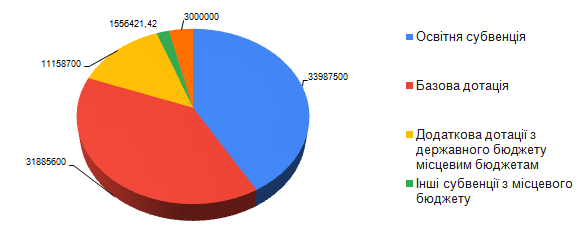 1556421,42
3000000
11158700
33987500
31885600
Освітня субвенція
Базова дотація
Додаткова дотації з
державного бюджету
місцевим бюджетам
Інші субвенції з місцевого
бюджету